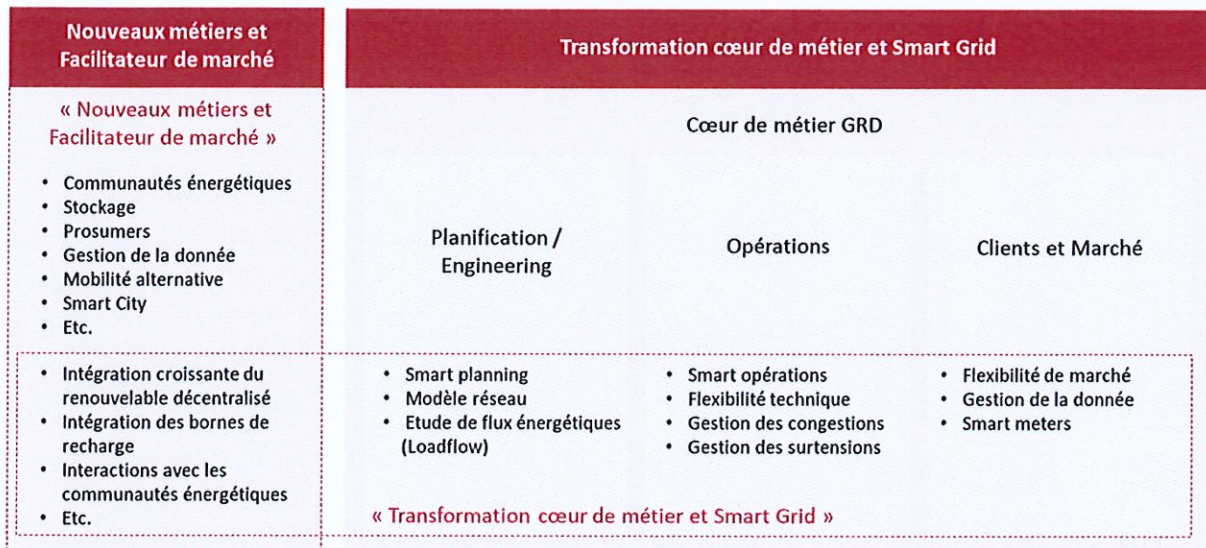 Nouveaux métiers et
Facilitateur de marché
« Nouveaux métiers et
Facilitateur de marché »
• Communautés énergétiques
• Stockage
• Prosumers
• Gestion de la donnée
• Mobilité alternative
• Smart City
• Etc.
• Intégration croissante du
renouvelable décentralisé
• Intégration des bornes de
recharge
• Interactions avec les
communautés énergétiques
• Etc.
Transformation cœur de métier et Smart Grid
Cœur de métier GRD
Planification /
Engineering
• Smart planning
• Modèle réseau
• Etude de flux énergétiques
(Loadflow)
Opérations
• Smart opérations
• Flexibilité technique
• Gestion des congestions
• Gestion des surtensions
Clients et Marché
• Flexibilité de marché
• Gestion de la donnée
• Smart meters
« Transformation cœur de métier et Smart Grid »